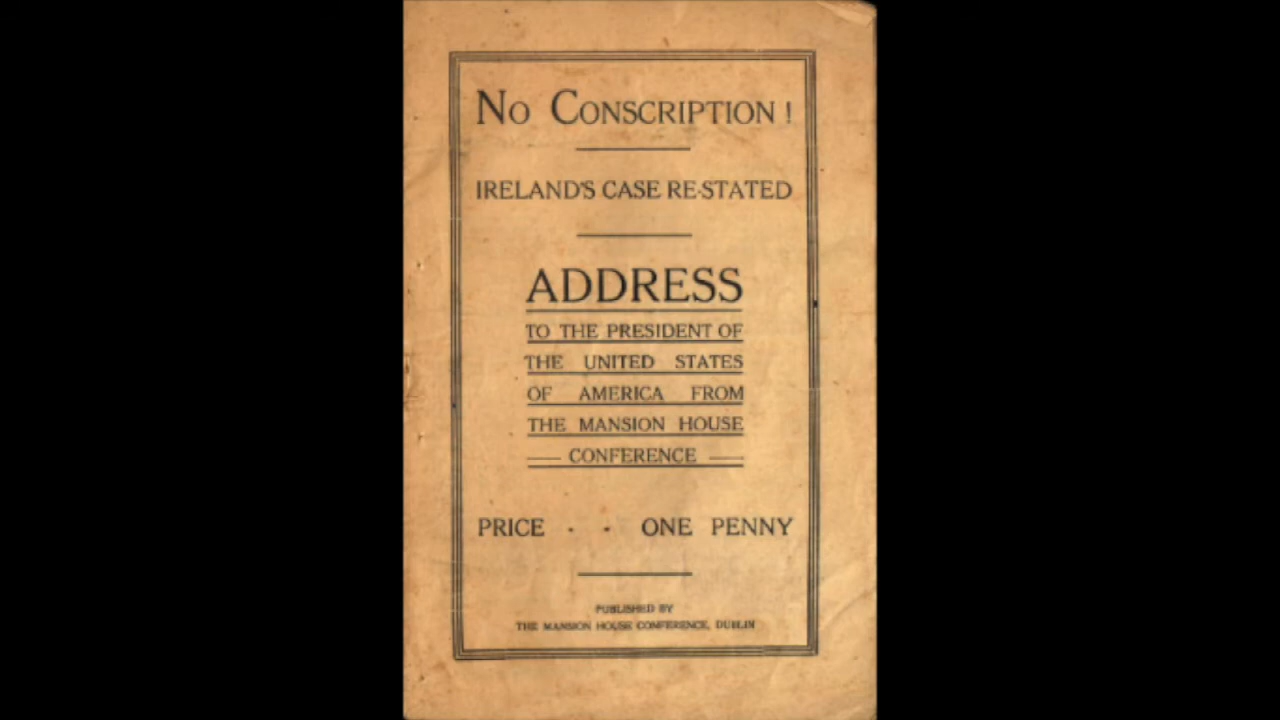 No Conscription!
IRELAND'S CASE RE-STATED
ADDRESS
TO THE PRESIDENT OF
THE UNITED STATES
OF AMERICA FROM
THE MANSION HOUSE
CONFERENCE
PRICE - - ONE PENNY
PUBLISHED BY
THE MANSION HOUSE CONFERENCE, DUBLIN